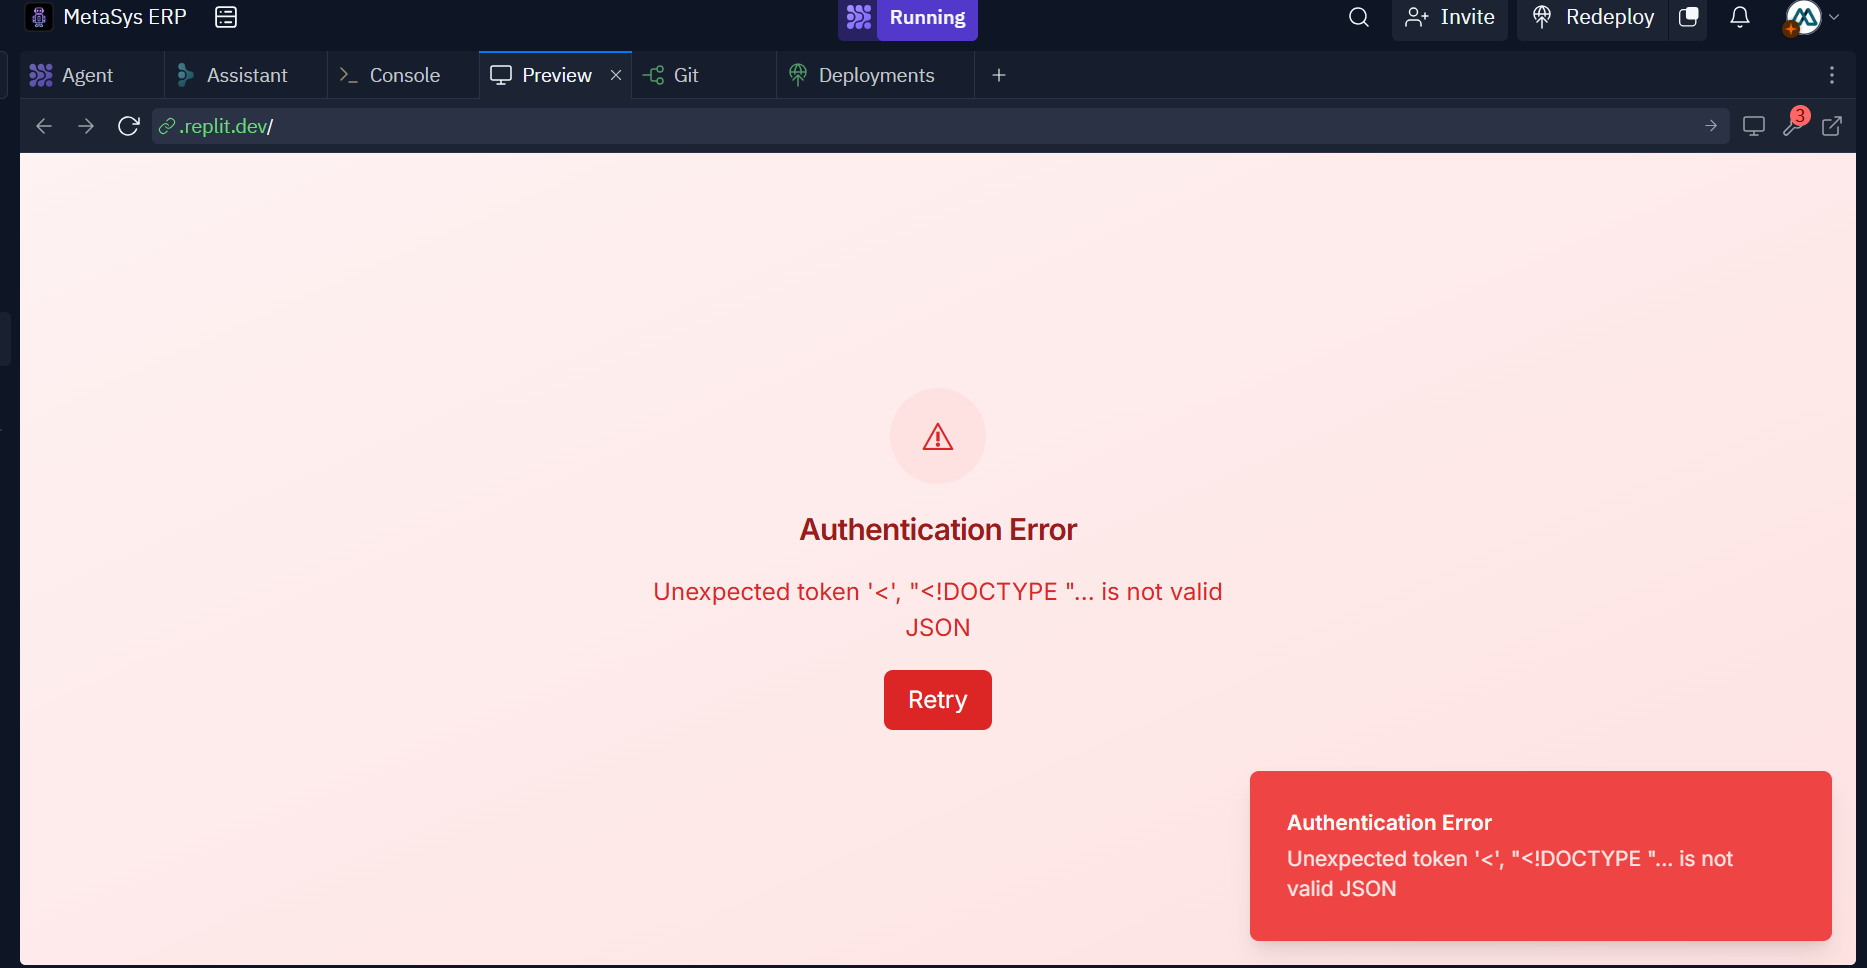 MetaSys ERP
Running
Invite
Redeploy
Agent
Assistant
Console
Preview
Git
Deployments
.replit.dev/
3
Authentication Error
Unexpected token '<', "<!DOCTYPE "... is not valid
JSON
Retry
Authentication Error
Unexpected token '<', "<!DOCTYPE "... is not
valid JSON